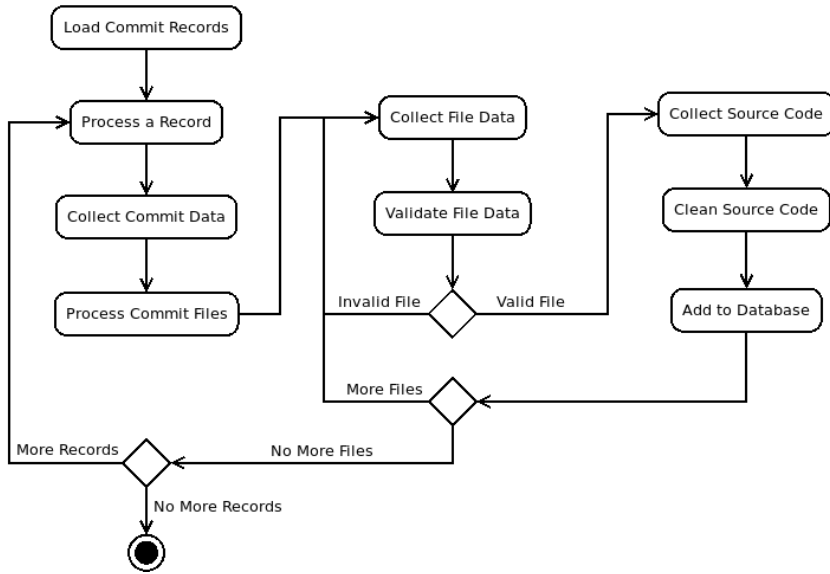 Load Commit Records
Process a Record
Collect Commit Data
Process Commit Files
Collect File Data
Validate File Data
Invalid File
Valid File
Collect Source Code
Clean Source Code
Add to Database
More Files
No More Files
More Records
No More Records